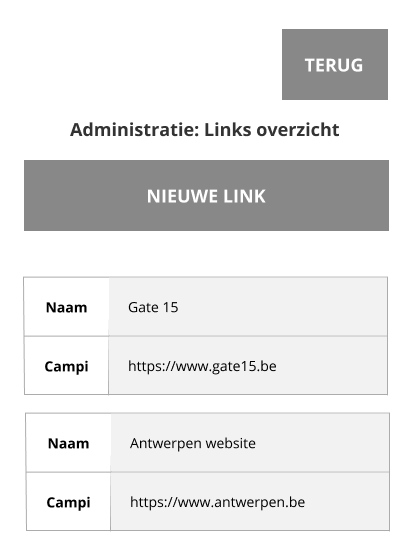 TERUG
Administratie: Links overzicht
NIEUWE LINK
Naam Gate 15
Campi https://www.gate15.be
Naam Antwerpen website
Campi https://www.antwerpen.be